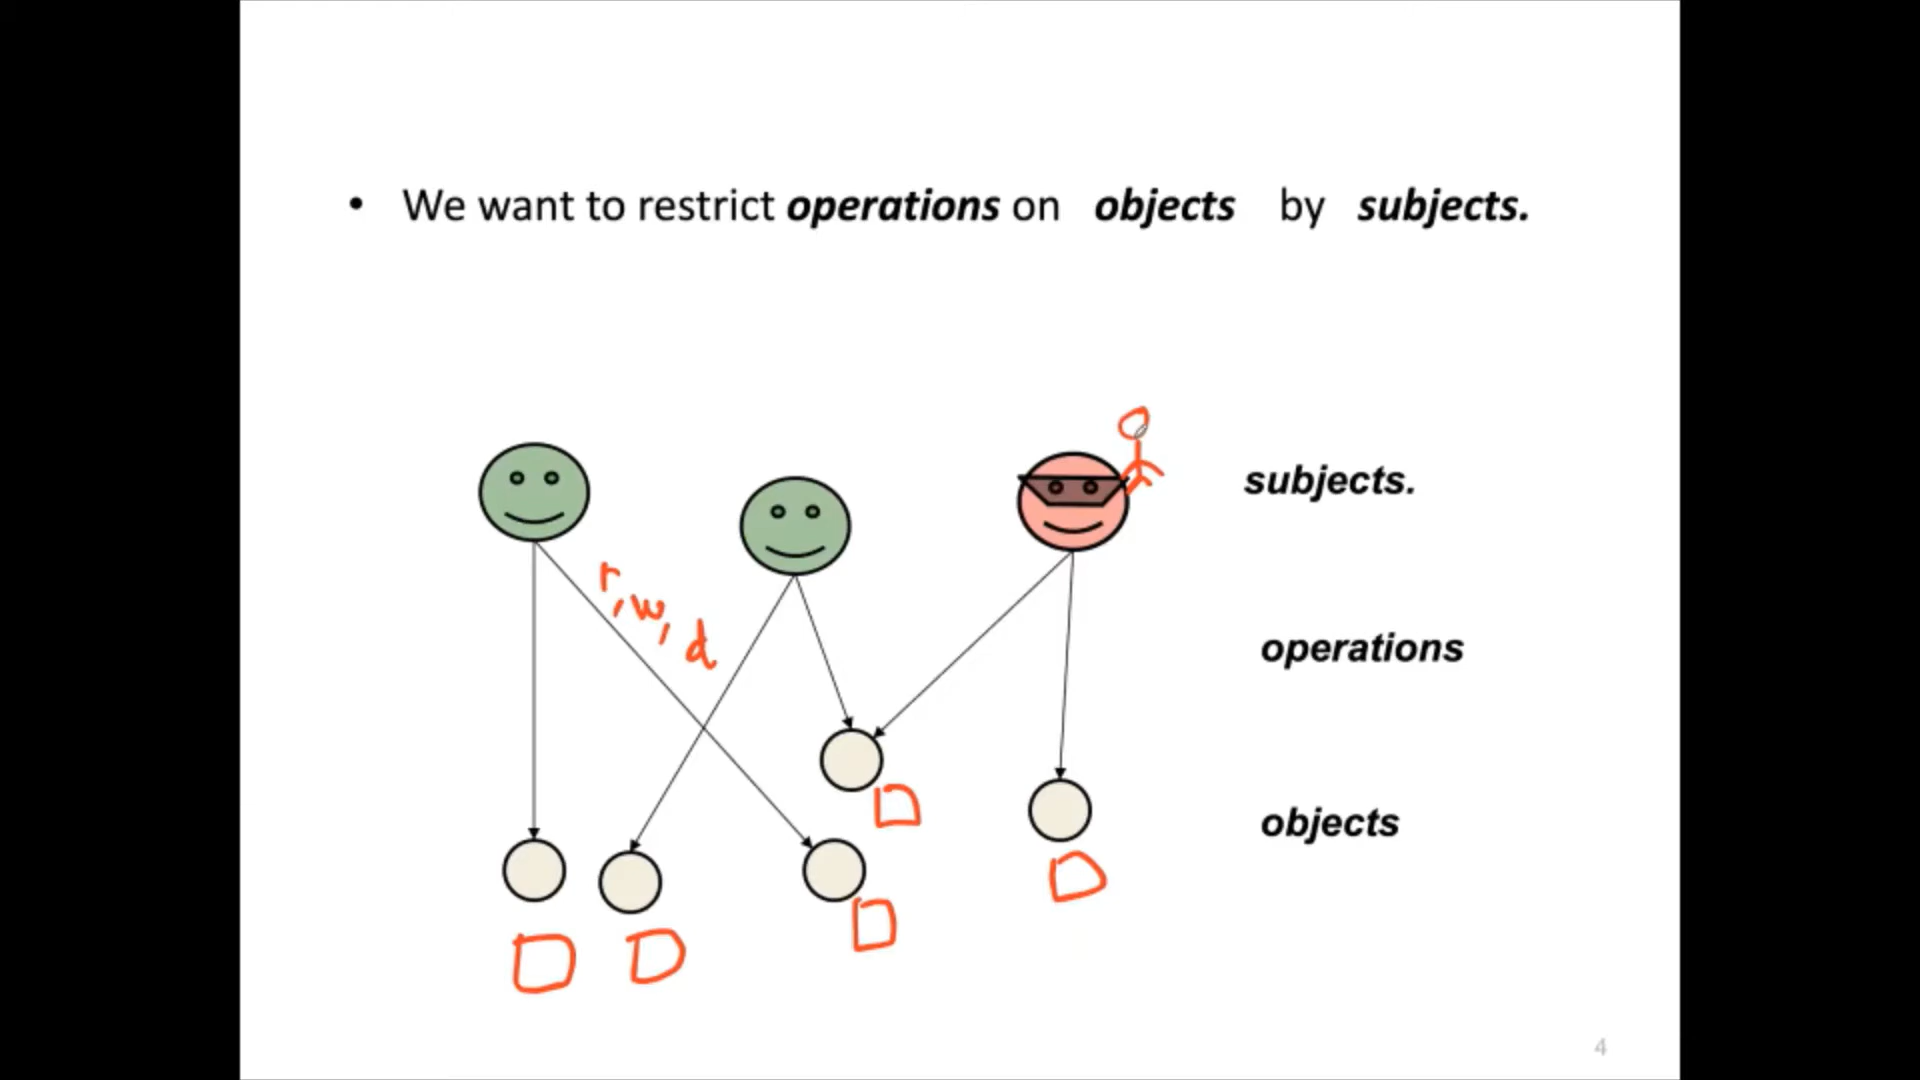 • We want to restrict operations on objects by subjects.
subjects.
r, w, d
operations
objects
4